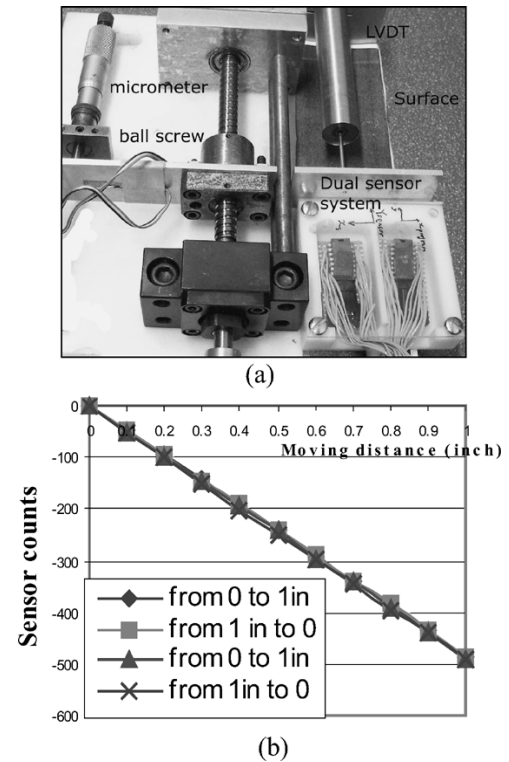 LVDT
micrometer
Surface
ball screw
Dual sensor
system
(a)
0
-100
-200
-300
-400
-500
-600
0 0.1 0.2 0.3 0.4 0.5 0.6 0.7 0.8 0.9 1
Moving distance (inch)
Sensor counts
from 0 to 1in
from 1 in to 0
from 0 to 1in
from 1in to 0
(b)